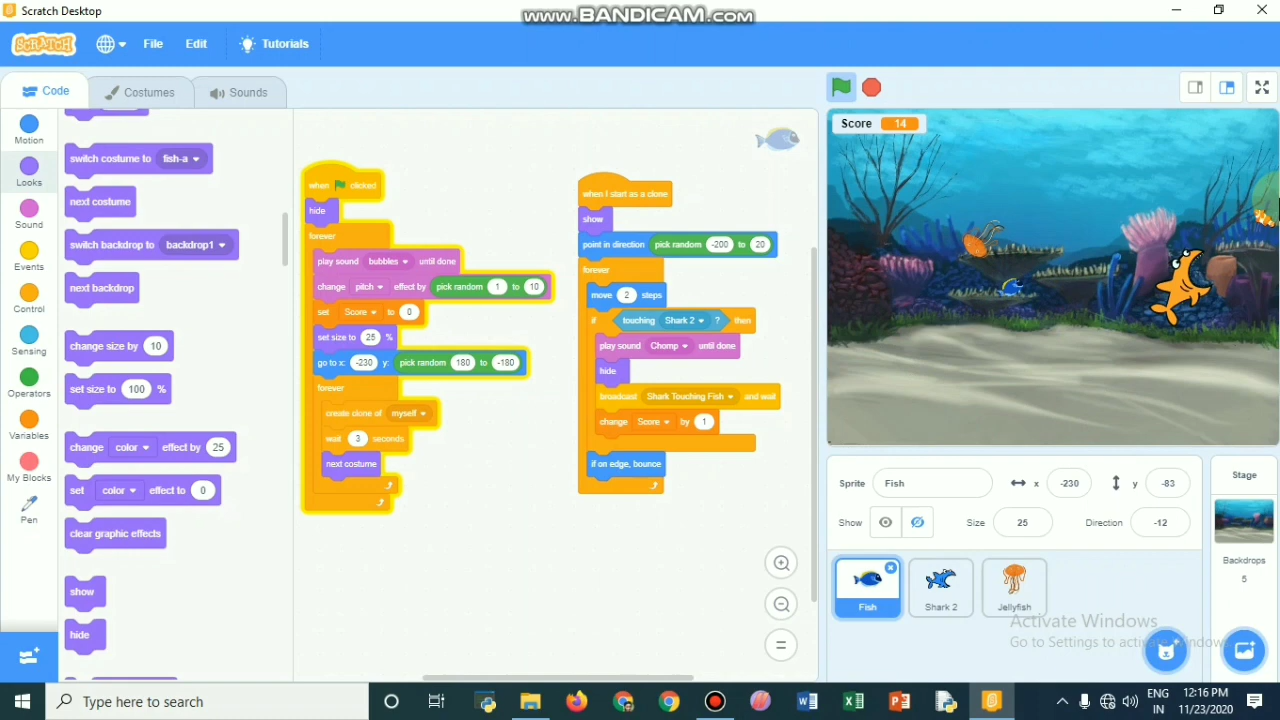 Scratch Desktop
www.BANDICAM.com
SCRATCH
File Edit Tutorials
Code Costumes Sounds
Motion
Looks
Sound
Events
Control
Sensing
Operators
Variables
My Blocks
Pen
switch costume to fish-a
next costume
switch backdrop to backdrop1
next backdrop
change size by 10
set size to 100 %
change color effect by 25
set color effect to 0
clear graphic effects
show
hide
when clicked
hide
forever
play sound bubbles until done
change pitch effect by pick random 1 to 10
set Score to 0
set size to 25 %
go to x: -230 y: pick random 180 to -180
forever
create clone of myself
wait 3 seconds
next costume
when I start as a clone
show
point in direction pick random -200 to 20
forever
move 2 steps
if touching Shark 2 ? then
play sound Chomp until done
hide
broadcast Shark Touching Fish and wait
change Score by 1
if on edge, bounce
Score 14
Sprite Fish x -230 y -83
Show Size 25 Direction -12
Fish
Shark 2
Jellyfish
Stage
Backdrops
5
Activate Windows
Go to Settings to activate Windows.
Type here to search
ENG
IN
12:16 PM
11/23/2020